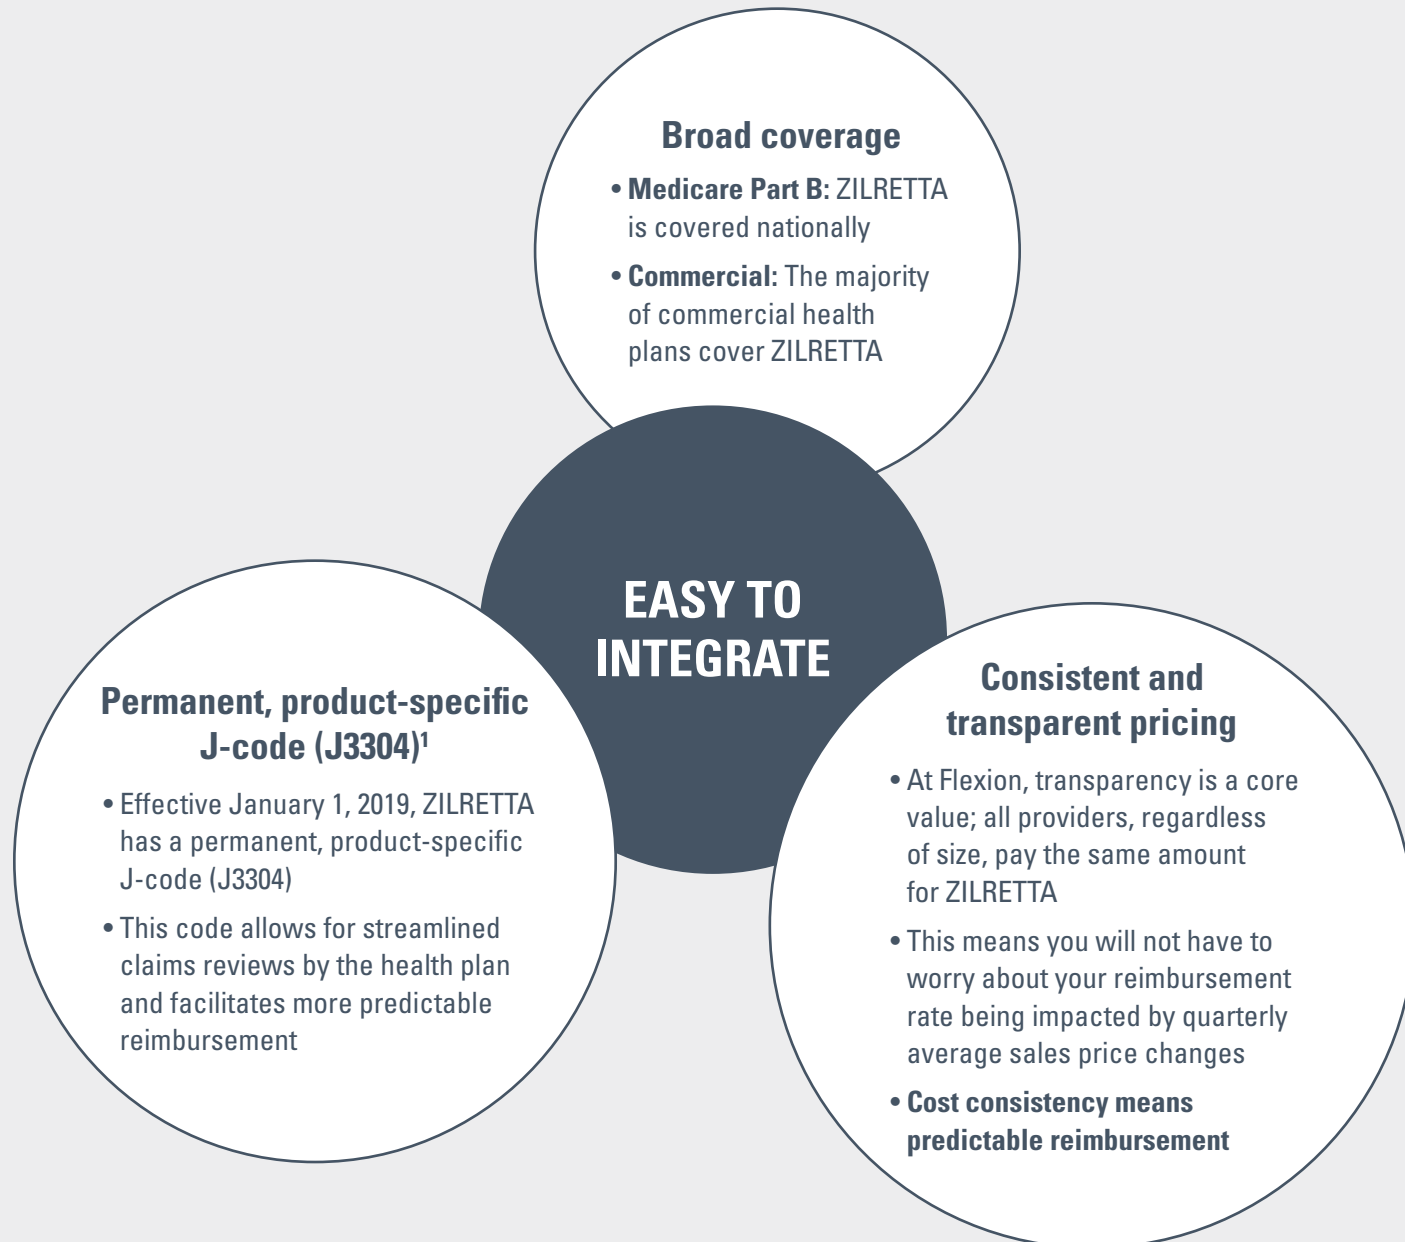 Broad coverage
• Medicare Part B: ZILRETTA
is covered nationally
• Commercial: The majority
of commercial health
plans cover ZILRETTA
EASY TO
INTEGRATE
Permanent, product-specific
J-code (J3304)¹
• Effective January 1, 2019, ZILRETTA
has a permanent, product-specific
J-code (J3304)
• This code allows for streamlined
claims reviews by the health plan
and facilitates more predictable
reimbursement
Consistent and
transparent pricing
• At Flexion, transparency is a core
value; all providers, regardless
of size, pay the same amount
for ZILRETTA
• This means you will not have to
worry about your reimbursement
rate being impacted by quarterly
average sales price changes
• Cost consistency means
predictable reimbursement